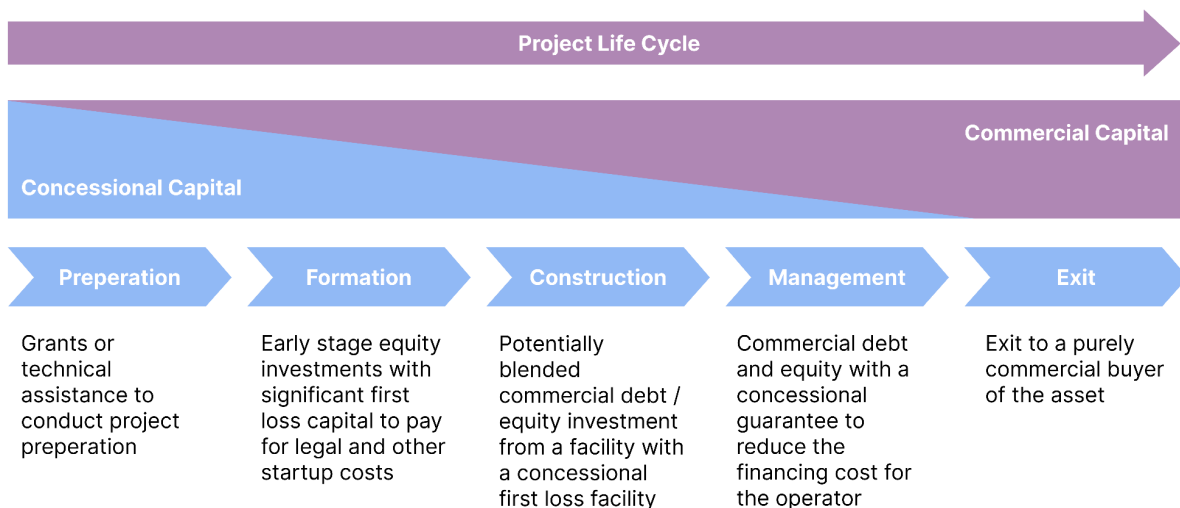 Project Life Cycle
Commercial Capital
Concessional Capital
Preperation
Formation
Construction
Management
Exit
Grants or
technical
assistance to
conduct project
preperation
Early stage equity
investments with
significant first
loss capital to pay
for legal and other
startup costs
Potentially
blended
commercial debt /
equity investment
from a facility with
a concessional
first loss facility
Commercial debt
and equity with a
concessional
guarantee to
reduce the
financing cost for
the operator
Exit to a purely
commercial buyer
of the asset